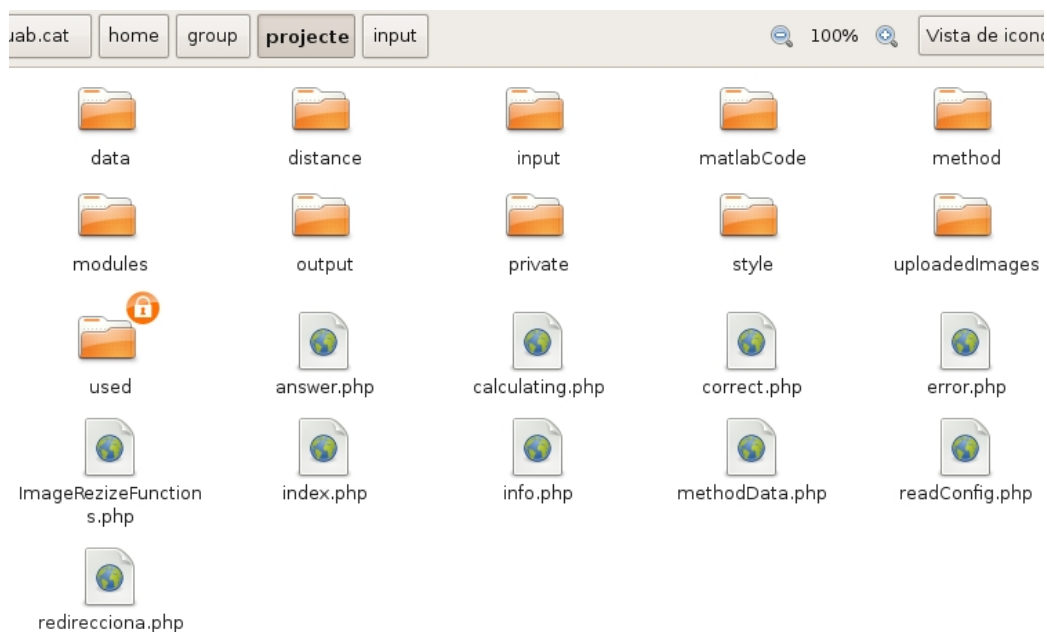 uab.cat home group projecte input 100% Vista de icono
data distance input matlabCode method
modules output private style uploadedImages
used answer.php calculating.php correct.php error.php
ImageRezizeFunction index.php info.php methodData.php readConfig.php
s.php
redirecciona.php